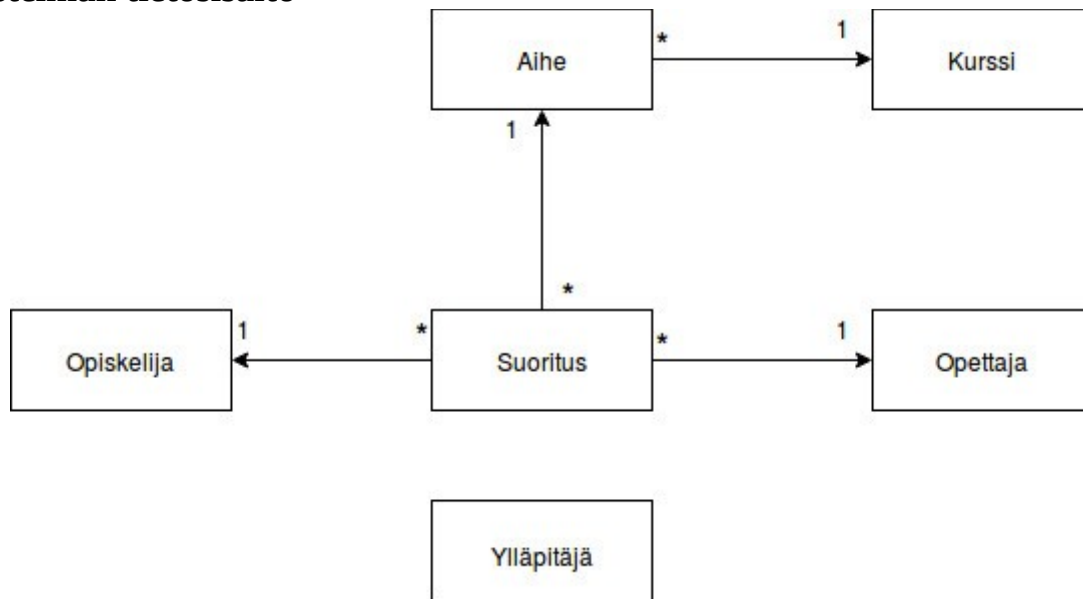 * 1
Aihe Kurssi
1
*
1 * * 1
Opiskelija Suoritus Opettaja
Ylläpitäjä